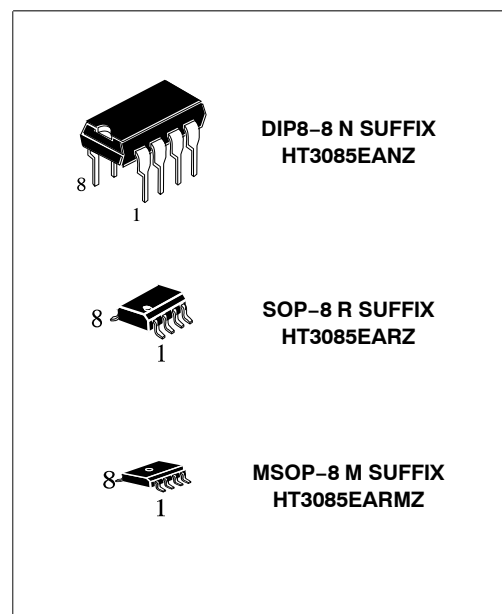 DIP8–8 N SUFFIX
HT3085EANZ
8
1
SOP–8 R SUFFIX
HT3085EARZ
8
1
MSOP–8 M SUFFIX
HT3085EARMZ
8
1